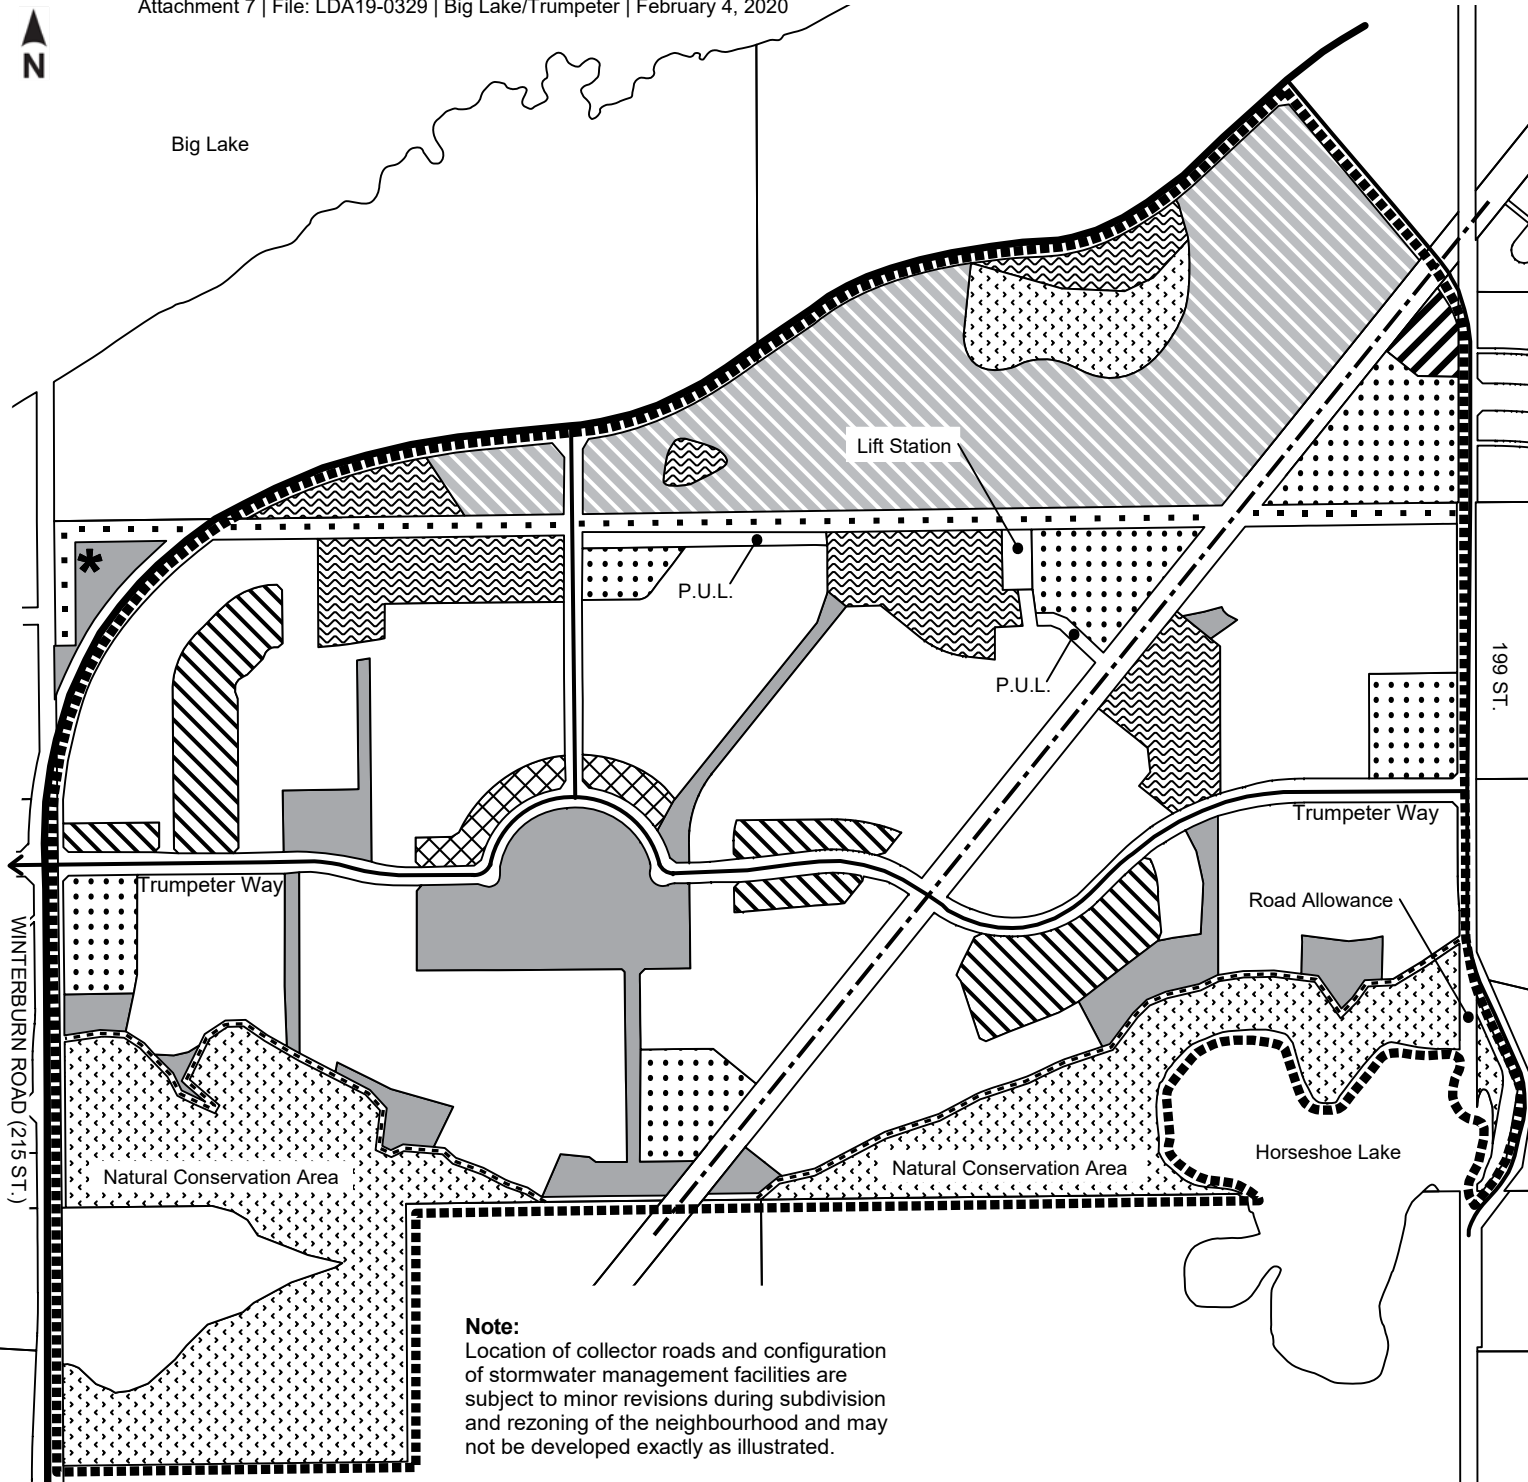 Attachment 7 | File: LDA19-0329 | Big Lake/Trumpeter | February 4, 2020
N
Big Lake
Lift Station
P.U.L.
P.U.L.
199 ST.
*
Trumpeter Way
Trumpeter Way
Road Allowance
WINTERBURN ROAD (215 ST.)
Horseshoe Lake
Natural Conservation Area
Natural Conservation Area
Note:
Location of collector roads and configuration
of stormwater management facilities are
subject to minor revisions during subdivision
and rezoning of the neighbourhood and may
not be developed exactly as illustrated.